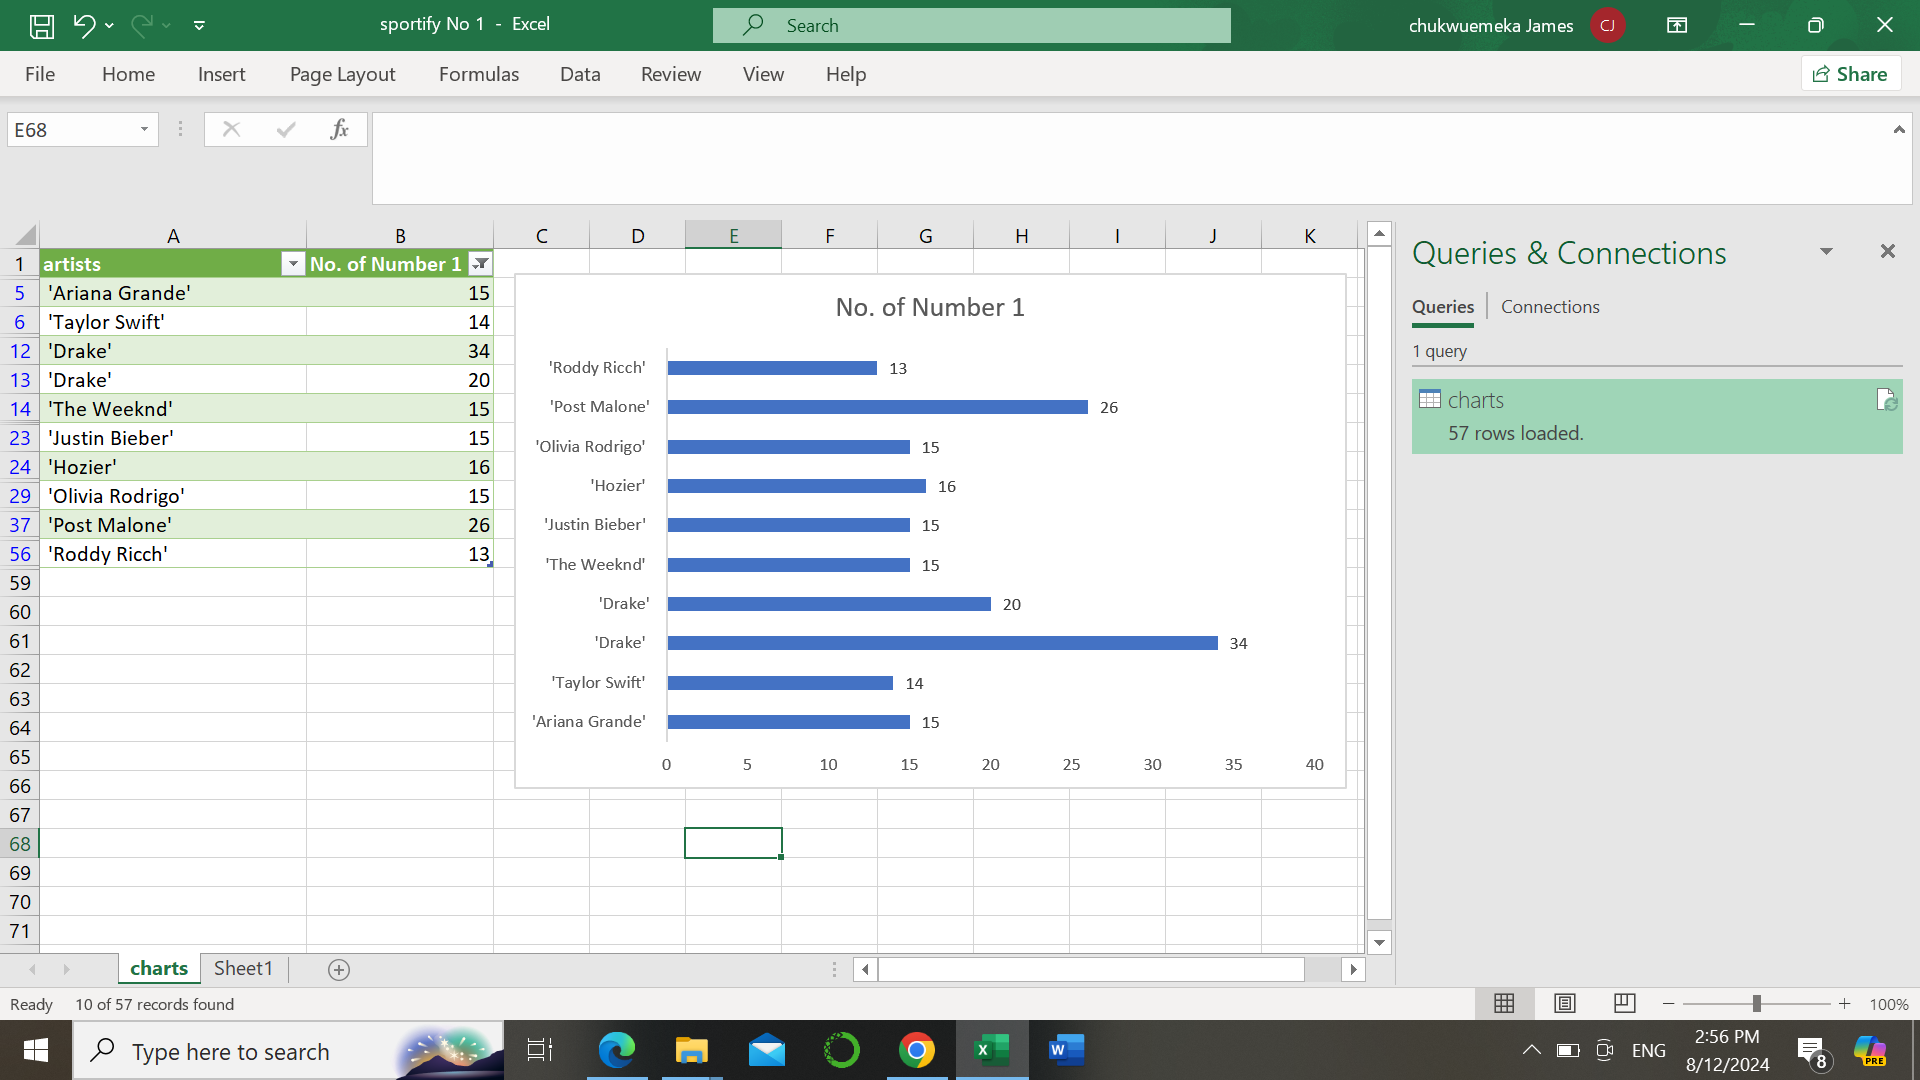 sportify No 1 - Excel
Search
chukwuemeka James
CJ
File Home Insert Page Layout Formulas Data Review View Help
Share
E68
fx
A B C D E F G H I J K
1 artists No. of Number 1
5 'Ariana Grande' 15
6 'Taylor Swift' 14
12 'Drake' 34
13 'Drake' 20
14 'The Weeknd' 15
23 'Justin Bieber' 15
24 'Hozier' 16
29 'Olivia Rodrigo' 15
37 'Post Malone' 26
56 'Roddy Ricch' 13
59
60
61
62
63
64
65
66
67
68
69
70
71
No. of Number 1
'Roddy Ricch' 13
'Post Malone' 26
'Olivia Rodrigo' 15
'Hozier' 16
'Justin Bieber' 15
'The Weeknd' 15
'Drake' 20
'Drake' 34
'Taylor Swift' 14
'Ariana Grande' 15
0 5 10 15 20 25 30 35 40
Queries & Connections
Queries Connections
1 query
charts
57 rows loaded.
charts Sheet1
Ready 10 of 57 records found
100%
Type here to search
ENG
2:56 PM
8/12/2024
8
PRE